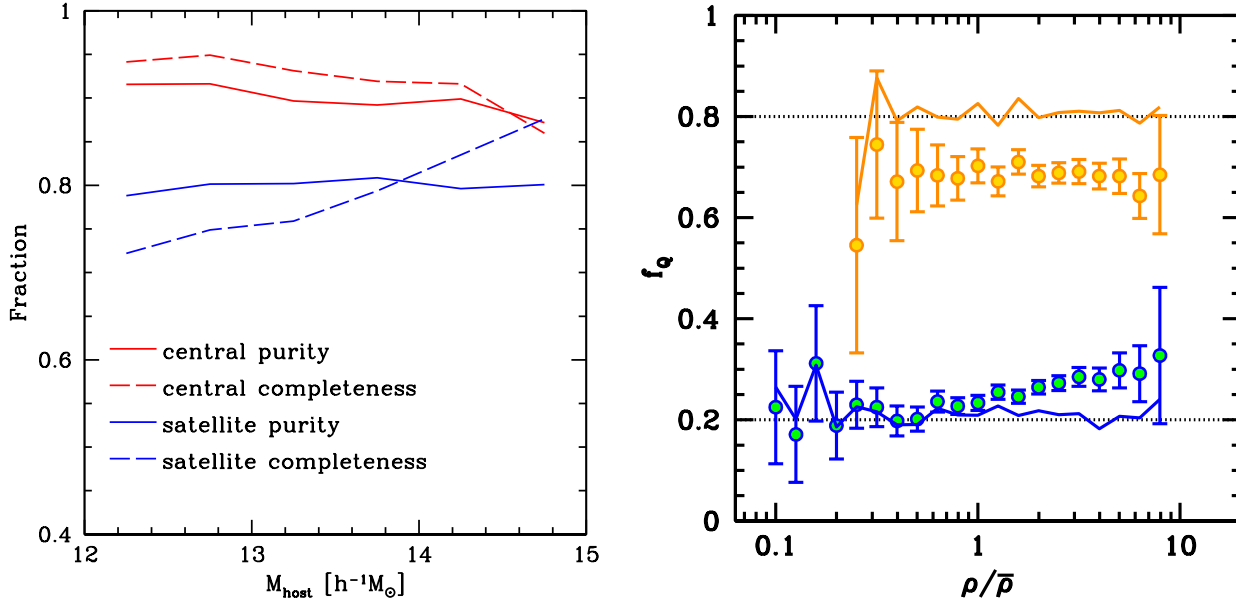 1
0.8
0.6
0.4
Fraction
central purity
central completeness
satellite purity
satellite completeness
12
13
14
15
M_host [h⁻¹M_⊙]
1
0.8
0.6
0.4
0.2
0
f_Q
0.1
1
10
ρ/ρ̄